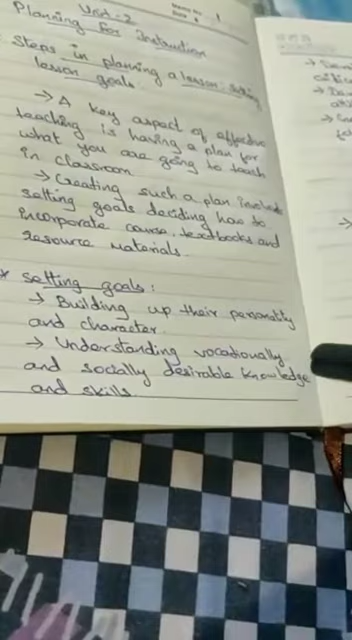 Unit-2
Planning for Instruction
Steps in planning a lesson: setting
lesson goals.
→ A key aspect of effective
teaching is having a plan for
what you are going to teach
in classroom
→ Creating such a plan involves
setting goals deciding how to
incorporate course, textbooks and
resource materials.
* setting goals:
→ Building up their personality
and character.
→ Understanding vocationally
and socially desirable knowledge
and skills.